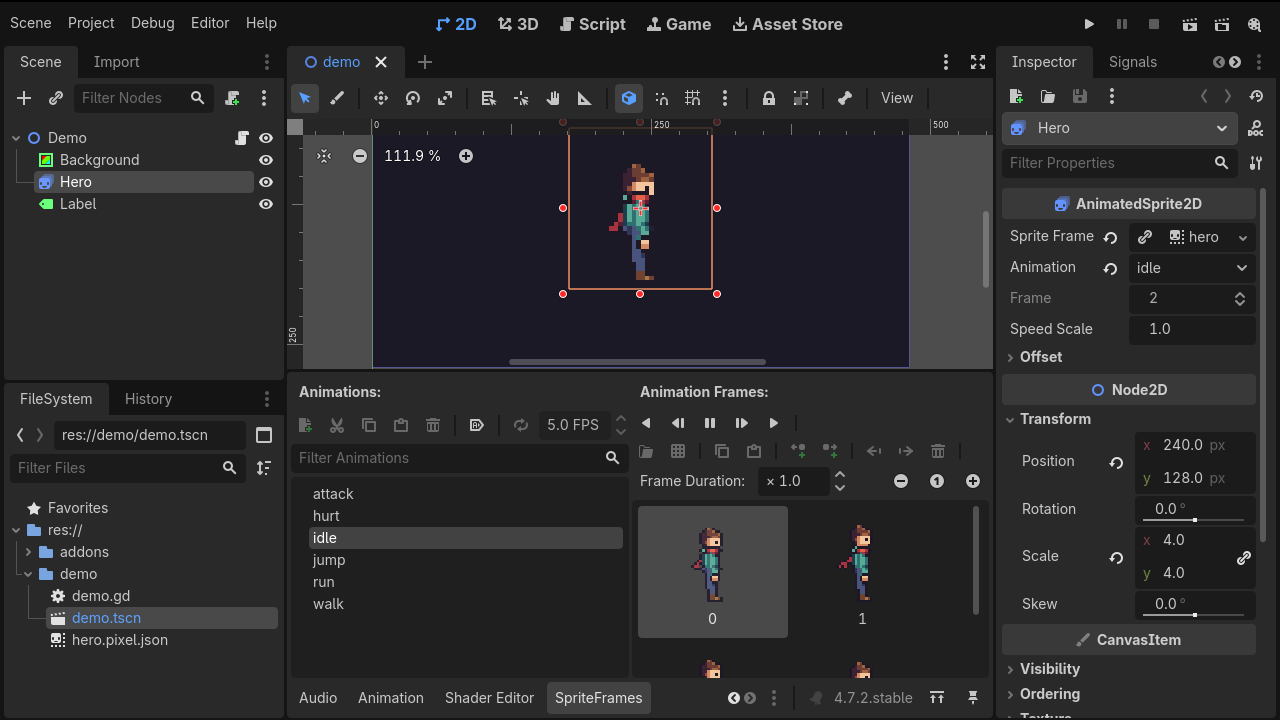 Scene Project Debug Editor Help
2D 3D Script Game Asset Store
Scene Import
Filter Nodes
Demo
Background
Hero
Label
FileSystem History
res://demo/demo.tscn
Filter Files
Favorites
res://
addons
demo
demo.gd
demo.tscn
hero.pixel.json
demo
View
0 250 500
111.9 %
250
Animations:
5.0 FPS
Filter Animations
attack
hurt
idle
jump
run
walk
Animation Frames:
Frame Duration: × 1.0
0 1
Audio Animation Shader Editor SpriteFrames 4.7.2.stable
Inspector Signals
Hero
Filter Properties
AnimatedSprite2D
Sprite Frame hero
Animation idle
Frame 2
Speed Scale 1.0
Offset
Node2D
Transform
Position x 240.0 px
y 128.0 px
Rotation 0.0 °
Scale x 4.0
y 4.0
Skew 0.0 °
CanvasItem
Visibility
Ordering
Texture